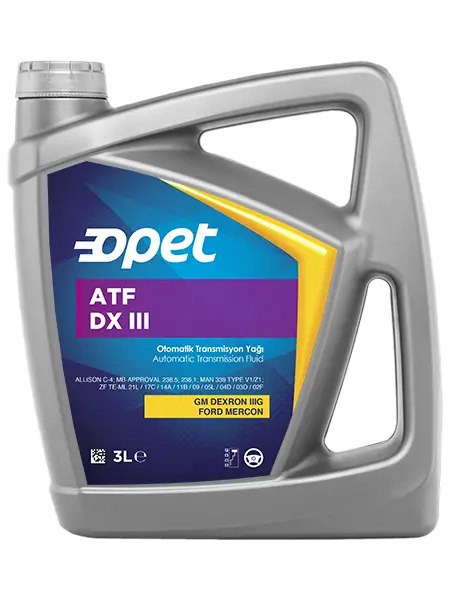 opet
ATF
DX III
Otomatik Transmisyon Yağı
Automatic Transmission Fluid
ALLISON C-4; MB-APPROVAL 236.5, 236.1; MAN 339 TYPE V1/Z1;
ZF TE-ML 21L / 17C / 14A / 11B / 09 / 05L / 04D / 03D / 02F
GM DEXRON IIIG
FORD MERCON
3L℮